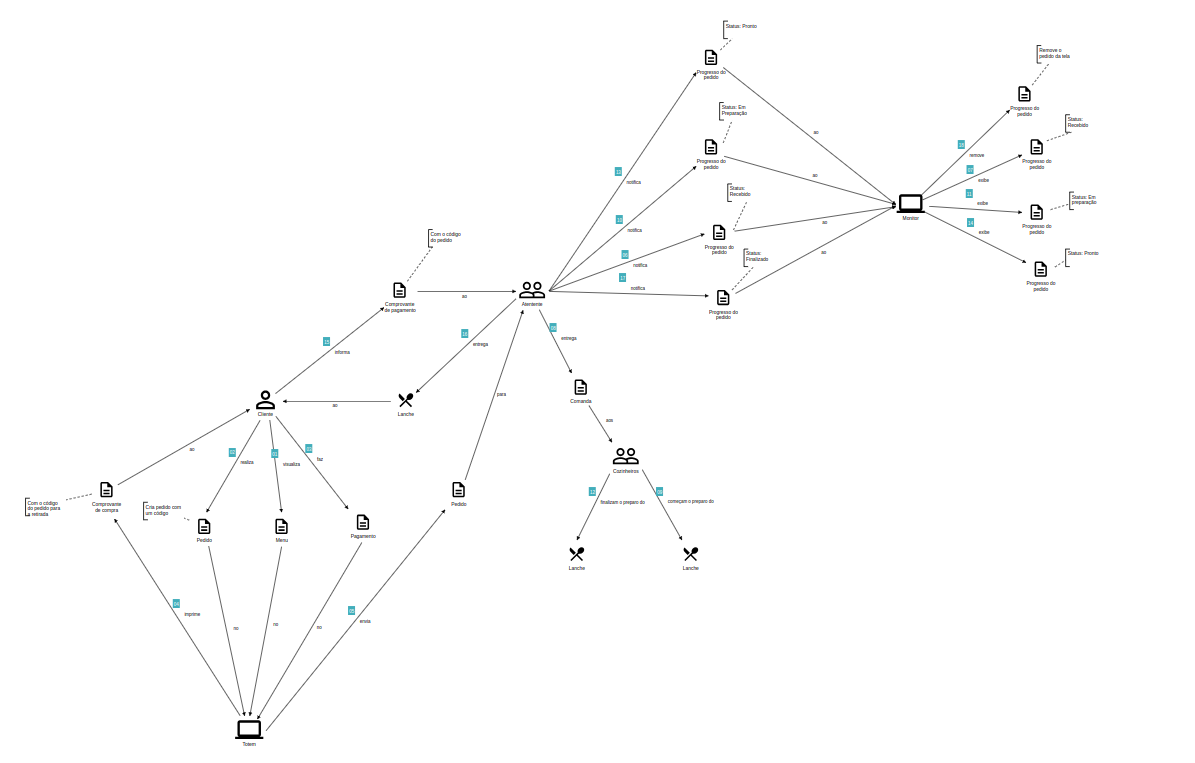 Status: Pronto
Progresso do
pedido
Remove o
pedido da tela
Progresso do
pedido
Status: Em
Preparação
Progresso do
pedido
Status:
Recebido
Progresso do
pedido
ao
remove
exibe
ao
notifica
Status:
Recebido
Progresso do
pedido
Status: Em
preparação
Progresso do
pedido
11
exibe
Monitor
exibe
notifica
ao
Com o código
do pedido
notifica
17
notifica
Status:
Finalizado
Progresso do
pedido
ao
Status: Pronto
Progresso do
pedido
Comprovante
de pagamento
ao
Atentente
informa
entrega
entrega
para
Comanda
Cliente
ao
Lanche
aos
Cozinheiros
ao
realiza
visualiza
faz
finalizam o preparo do
começam o preparo do
Lanche
Lanche
Com o código
do pedido para
a retirada
Comprovante
de compra
Cria pedido com
um código
Pedido
Menu
Pagamento
Pedido
imprime
no
no
no
envia
Totem